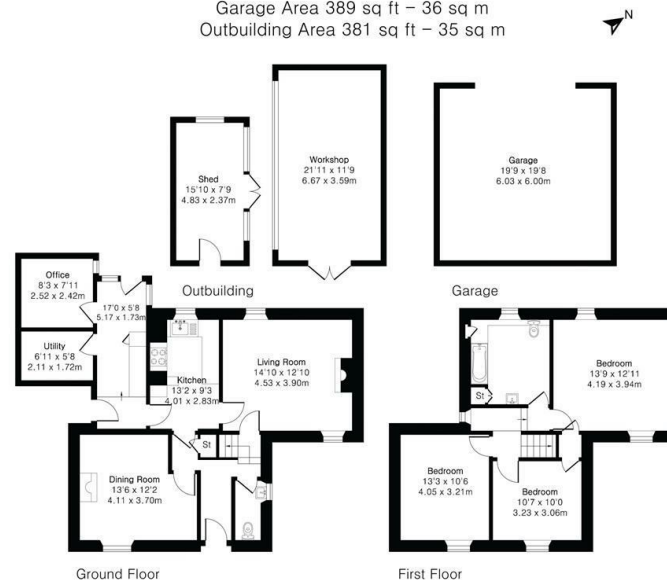 Garage Area 389 sq ft – 36 sq m
Outbuilding Area 381 sq ft – 35 sq m
N
Shed
15'10 x 7'9
4.83 x 2.37m
Workshop
21'11 x 11'9
6.67 x 3.59m
Garage
19'9 x 19'8
6.03 x 6.00m
Outbuilding
Garage
Office
8'3 x 7'11
2.52 x 2.42m
17'0 x 5'8
5.17 x 1.73m
Utility
6'11 x 5'8
2.11 x 1.72m
Kitchen
13'2 x 9'3
4.01 x 2.83m
Living Room
14'10 x 12'10
4.53 x 3.90m
St
Dining Room
13'6 x 12'2
4.11 x 3.70m
St
Bedroom
13'9 x 12'11
4.19 x 3.94m
Bedroom
13'3 x 10'6
4.05 x 3.21m
Bedroom
10'7 x 10'0
3.23 x 3.06m
Ground Floor
First Floor